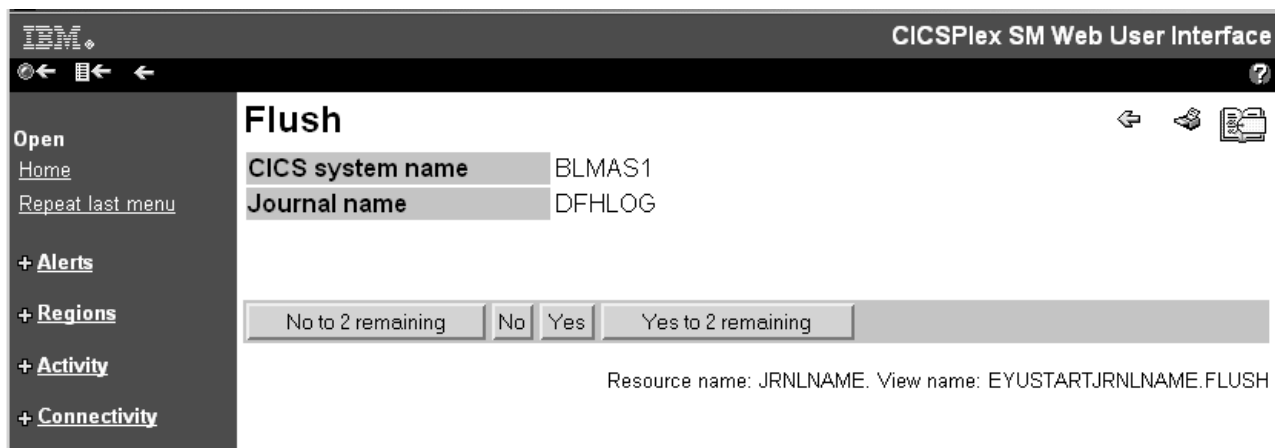 IBM.
CICSPlex SM Web User Interface
?
Open
Home
Repeat last menu
+ Alerts
+ Regions
+ Activity
+ Connectivity
Flush
CICS system name BLMAS1
Journal name DFHLOG
No to 2 remaining No Yes Yes to 2 remaining
Resource name: JRNLNAME. View name: EYUSTARTJRNLNAME.FLUSH